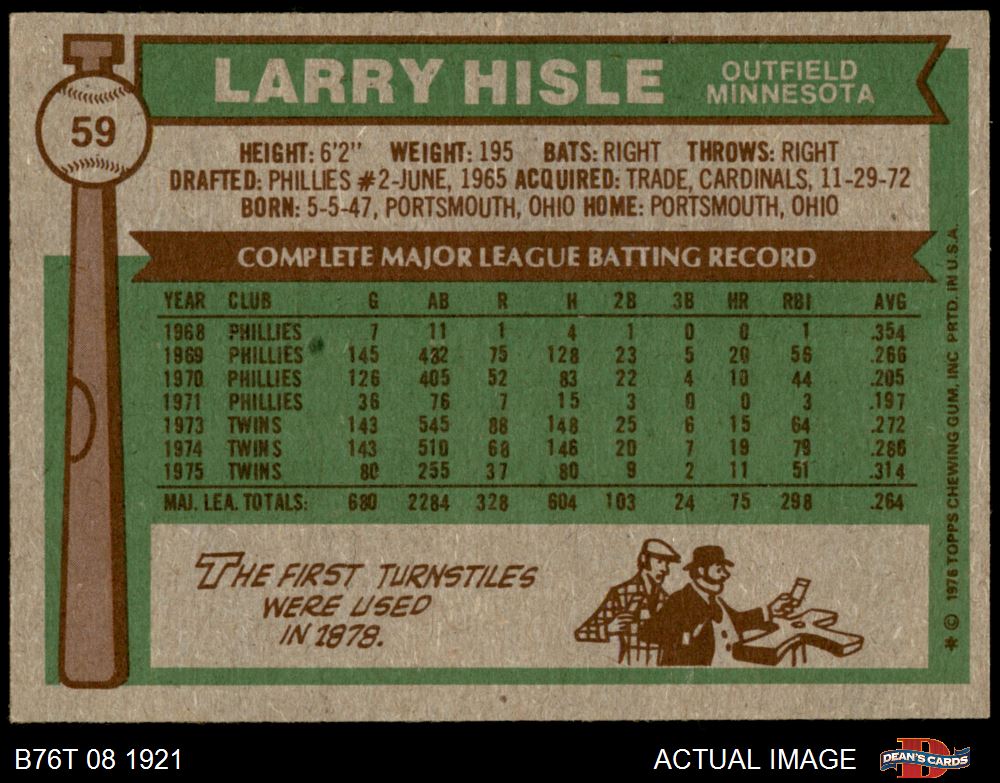 59
LARRY HISLE
OUTFIELD
MINNESOTA
HEIGHT: 6'2" WEIGHT: 195 BATS: RIGHT THROWS: RIGHT
DRAFTED: PHILLIES #2-JUNE, 1965 ACQUIRED: TRADE, CARDINALS, 11-29-72
BORN: 5-5-47, PORTSMOUTH, OHIO HOME: PORTSMOUTH, OHIO
COMPLETE MAJOR LEAGUE BATTING RECORD
YEAR CLUB G AB R H 2B 3B HR RBI AVG
1968 PHILLIES 7 11 1 4 1 0 0 1 .354
1969 PHILLIES 145 482 75 128 23 5 20 56 .266
1970 PHILLIES 126 405 52 83 22 4 10 44 .205
1971 PHILLIES 36 76 7 15 3 0 0 3 .197
1973 TWINS 143 545 88 148 25 6 15 64 .272
1974 TWINS 143 510 68 146 20 7 19 79 .286
1975 TWINS 80 255 37 80 9 2 11 51 .314
MAJ. LEA. TOTALS: 680 2284 328 604 103 24 75 298 .264
THE FIRST TURNSTILES
WERE USED
IN 1878.
* © 1976 TOPPS CHEWING GUM, INC PRTD. IN U.S.A.
B76T 08 1921
ACTUAL IMAGE
D
DEAN'S CARDS